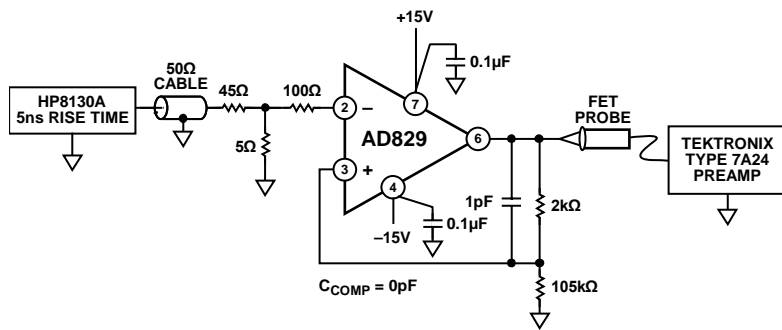 +15V
50Ω
CABLE
0.1µF
HP8130A
5ns RISE TIME
45Ω
100Ω
5Ω
2
−
7
AD829
6
3
+
4
−15V
0.1µF
FET
PROBE
TEKTRONIX
TYPE 7A24
PREAMP
1pF
2kΩ
CCOMP = 0pF
105kΩ